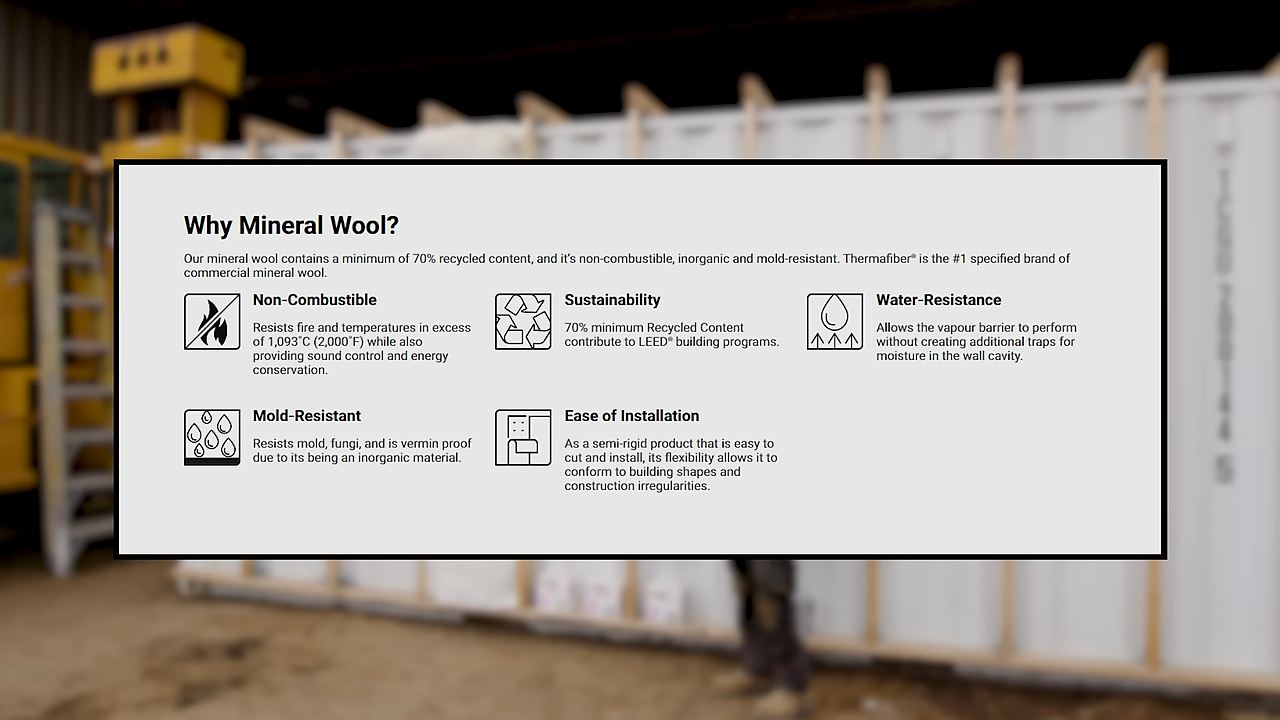 Why Mineral Wool?
Our mineral wool contains a minimum of 70% recycled content, and it's non-combustible, inorganic and mold-resistant. Thermafiber® is the #1 specified brand of
commercial mineral wool.
Non-Combustible
Resists fire and temperatures in excess
of 1,093˚C (2,000˚F) while also
providing sound control and energy
conservation.
Sustainability
70% minimum Recycled Content
contribute to LEED® building programs.
Water-Resistance
Allows the vapour barrier to perform
without creating additional traps for
moisture in the wall cavity.
Mold-Resistant
Resists mold, fungi, and is vermin proof
due to its being an inorganic material.
Ease of Installation
As a semi-rigid product that is easy to
cut and install, its flexibility allows it to
conform to building shapes and
construction irregularities.